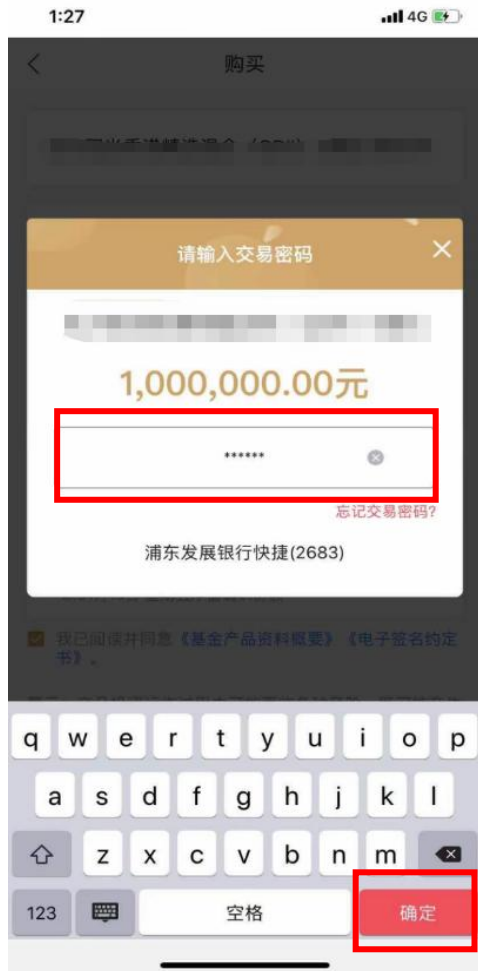 1:27
4G
购买
请输入交易密码
1,000,000.00元
******
忘记交易密码?
浦东发展银行快捷(2683)
我已阅读并同意《基金产品资料概要》《电子签名约定
书》。
q w e r t y u i o p
a s d f g h j k l
z x c v b n m
123 空格 确定